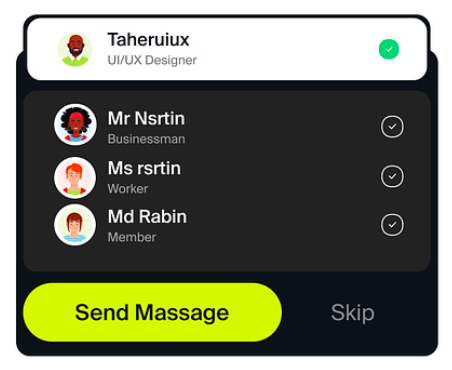 Taheruiux
UI/UX Designer
Mr Nsrtin
Businessman
Ms rsrtin
Worker
Md Rabin
Member
Send Massage
Skip